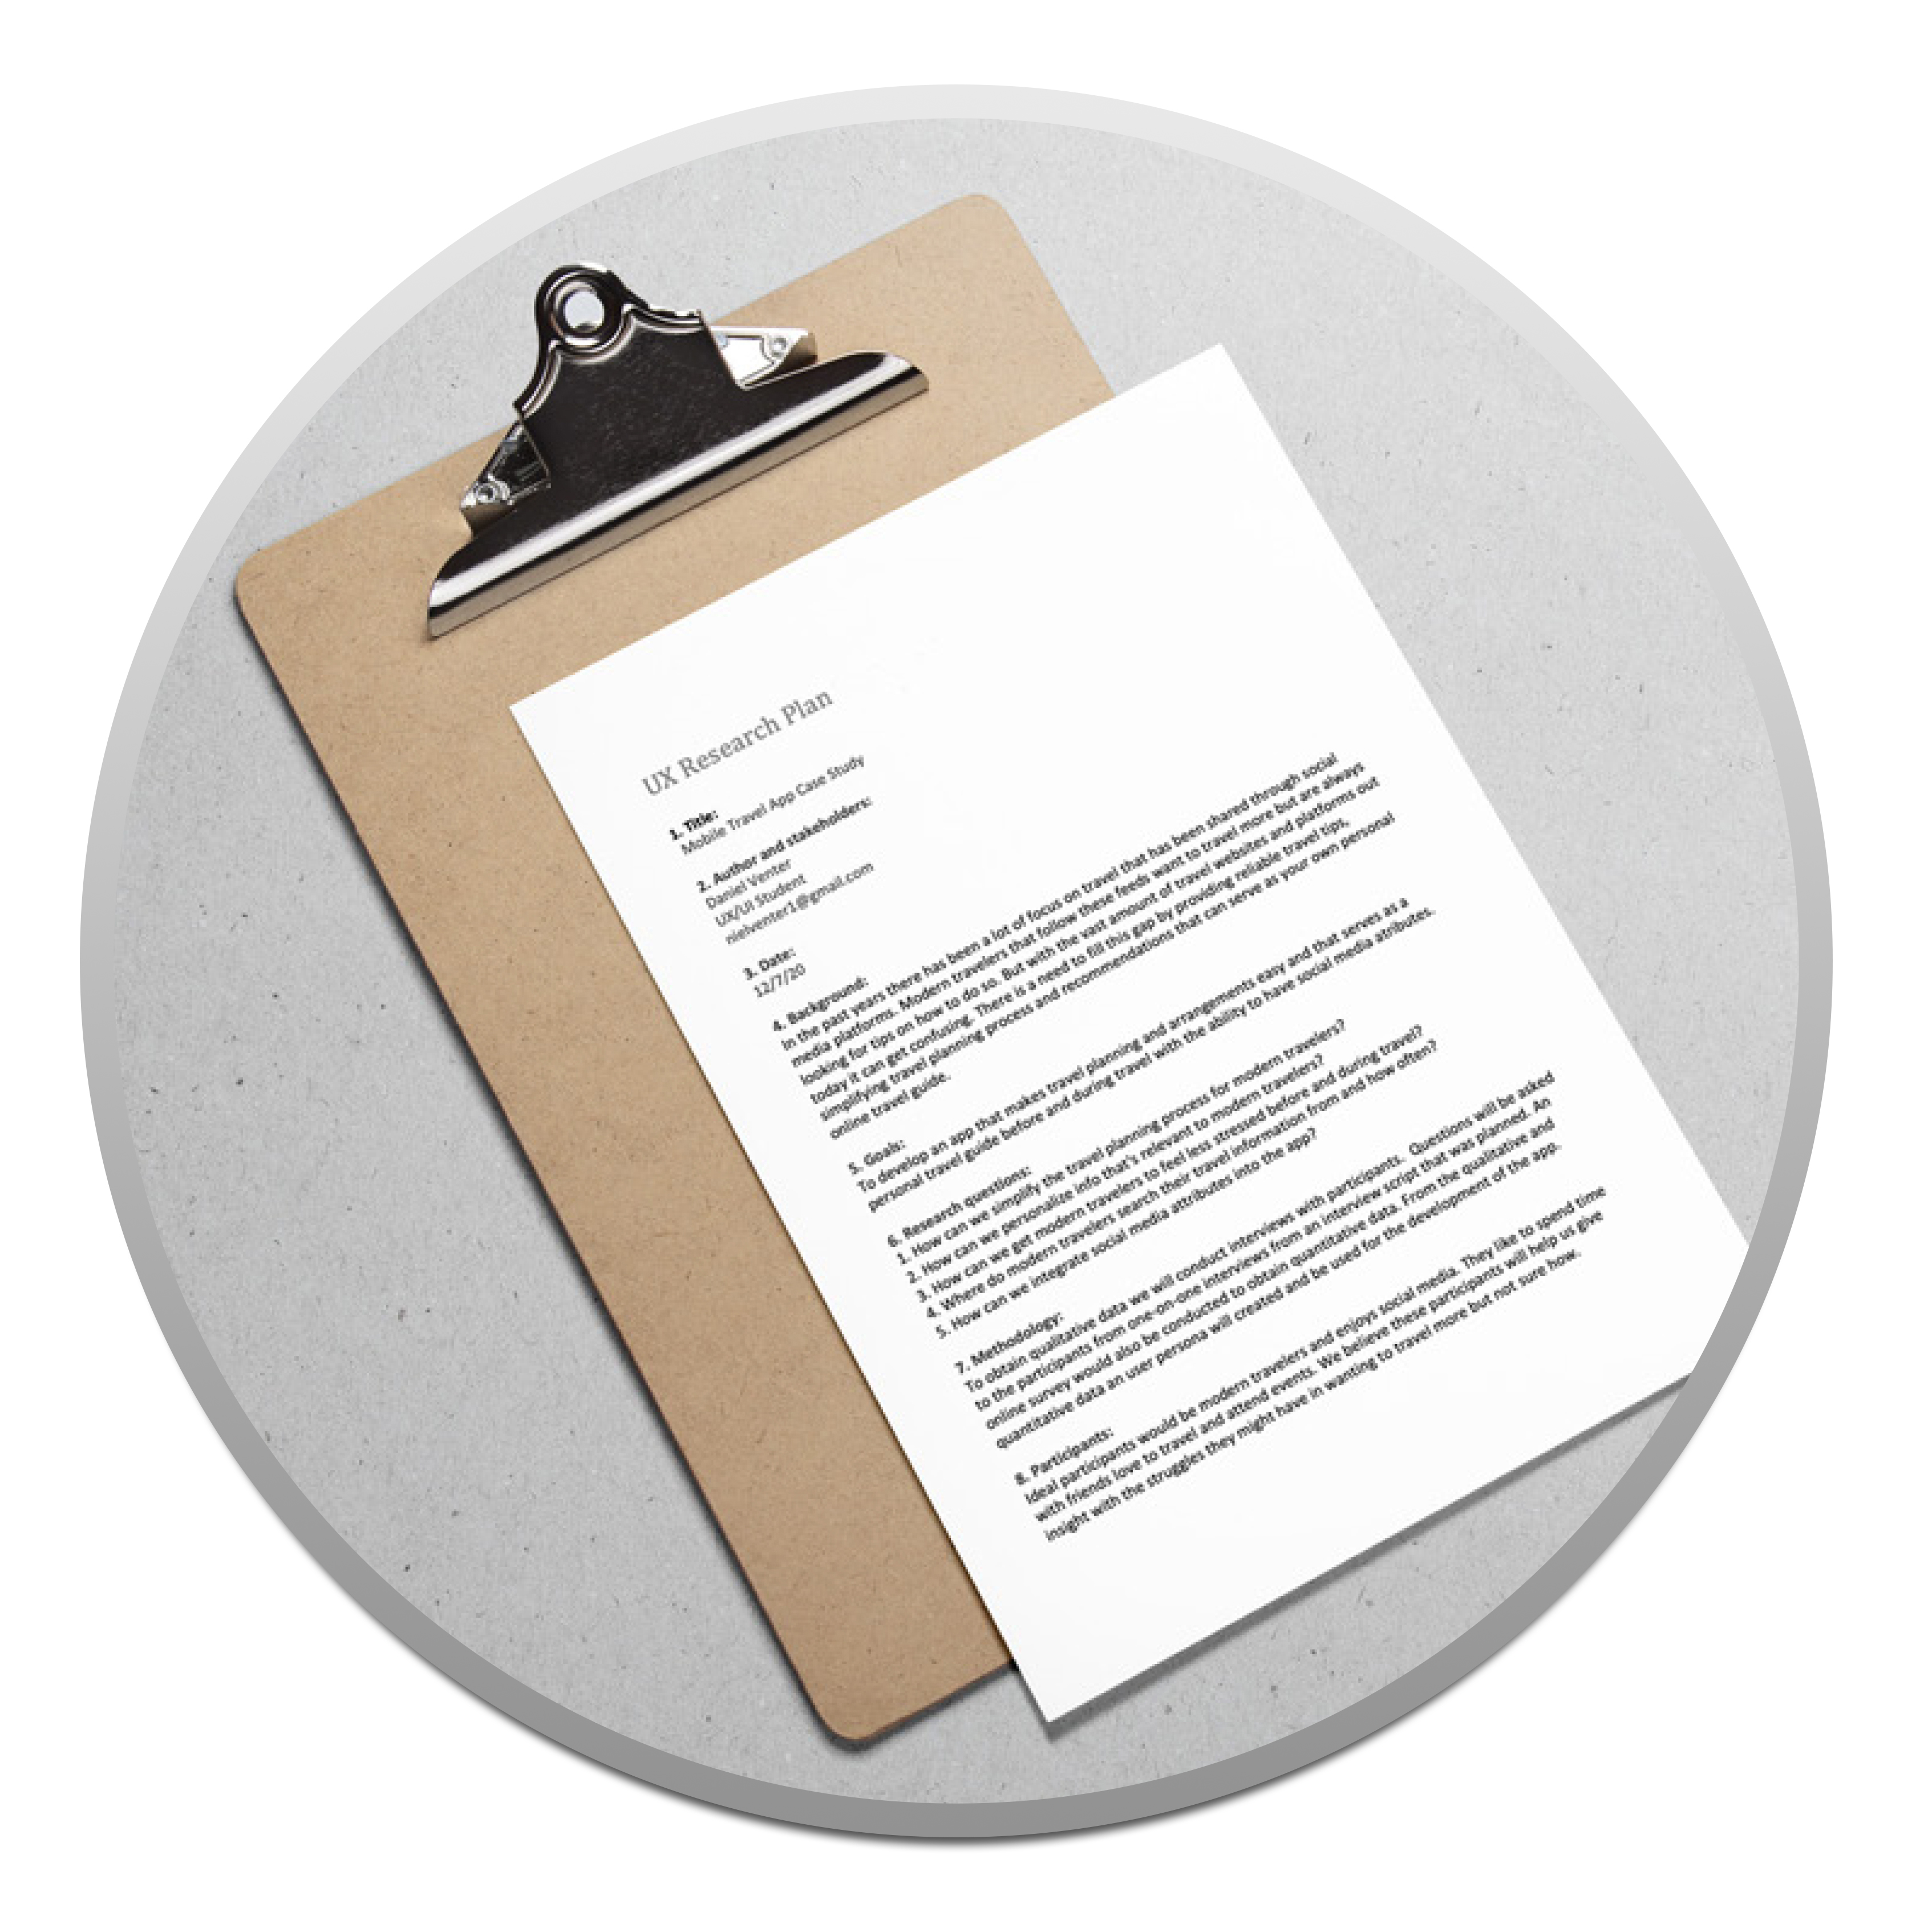 UX Research Plan
1. Title:
Mobile Travel App Case Study
2. Author and stakeholders:
Daniel Venter
UX/UI Student
nielventer1@gmail.com
3. Date:
12/7/20
4. Background:
In the past years there has been a lot of focus on travel that has been shared through social
media platforms. Modern travelers that follow these feeds want to travel more but are always
looking for tips on how to do so. But with the vast amount of travel websites and platforms out
today it can get confusing. There is a need to fill this gap by providing reliable travel tips,
simplifying travel planning process and recommendations that can serve as your own personal
online travel guide.
5. Goals:
To develop an app that makes travel planning and arrangements easy and that serves as a
personal travel guide before and during travel with the ability to have social media atributes.
6. Research questions:
1. How can we simplify the travel planning process for modern travelers?
2. How can we personalize info that's relevant to modern travelers?
3. How can we get modern travelers to feel less stressed before and during travel?
4. Where do modern travelers search their travel information from and how often?
5. How can we integrate social media attributes into the app?
7. Methodology:
To obtain qualitative data we will conduct interviews with participants. Questions will be asked
to the participants from one-on-one interviews from an interview script that was planned. An
online survey would also be conducted to obtain quantitative data. From the qualitative and
quantitative data an user persona will created and be used for the development of the app.
8. Participants:
Ideal participants would be modern travelers and enjoys social media. They like to spend time
with friends love to travel and attend events. We believe these participants will help us give
insight with the struggles they might have in wanting to travel more but not sure how.